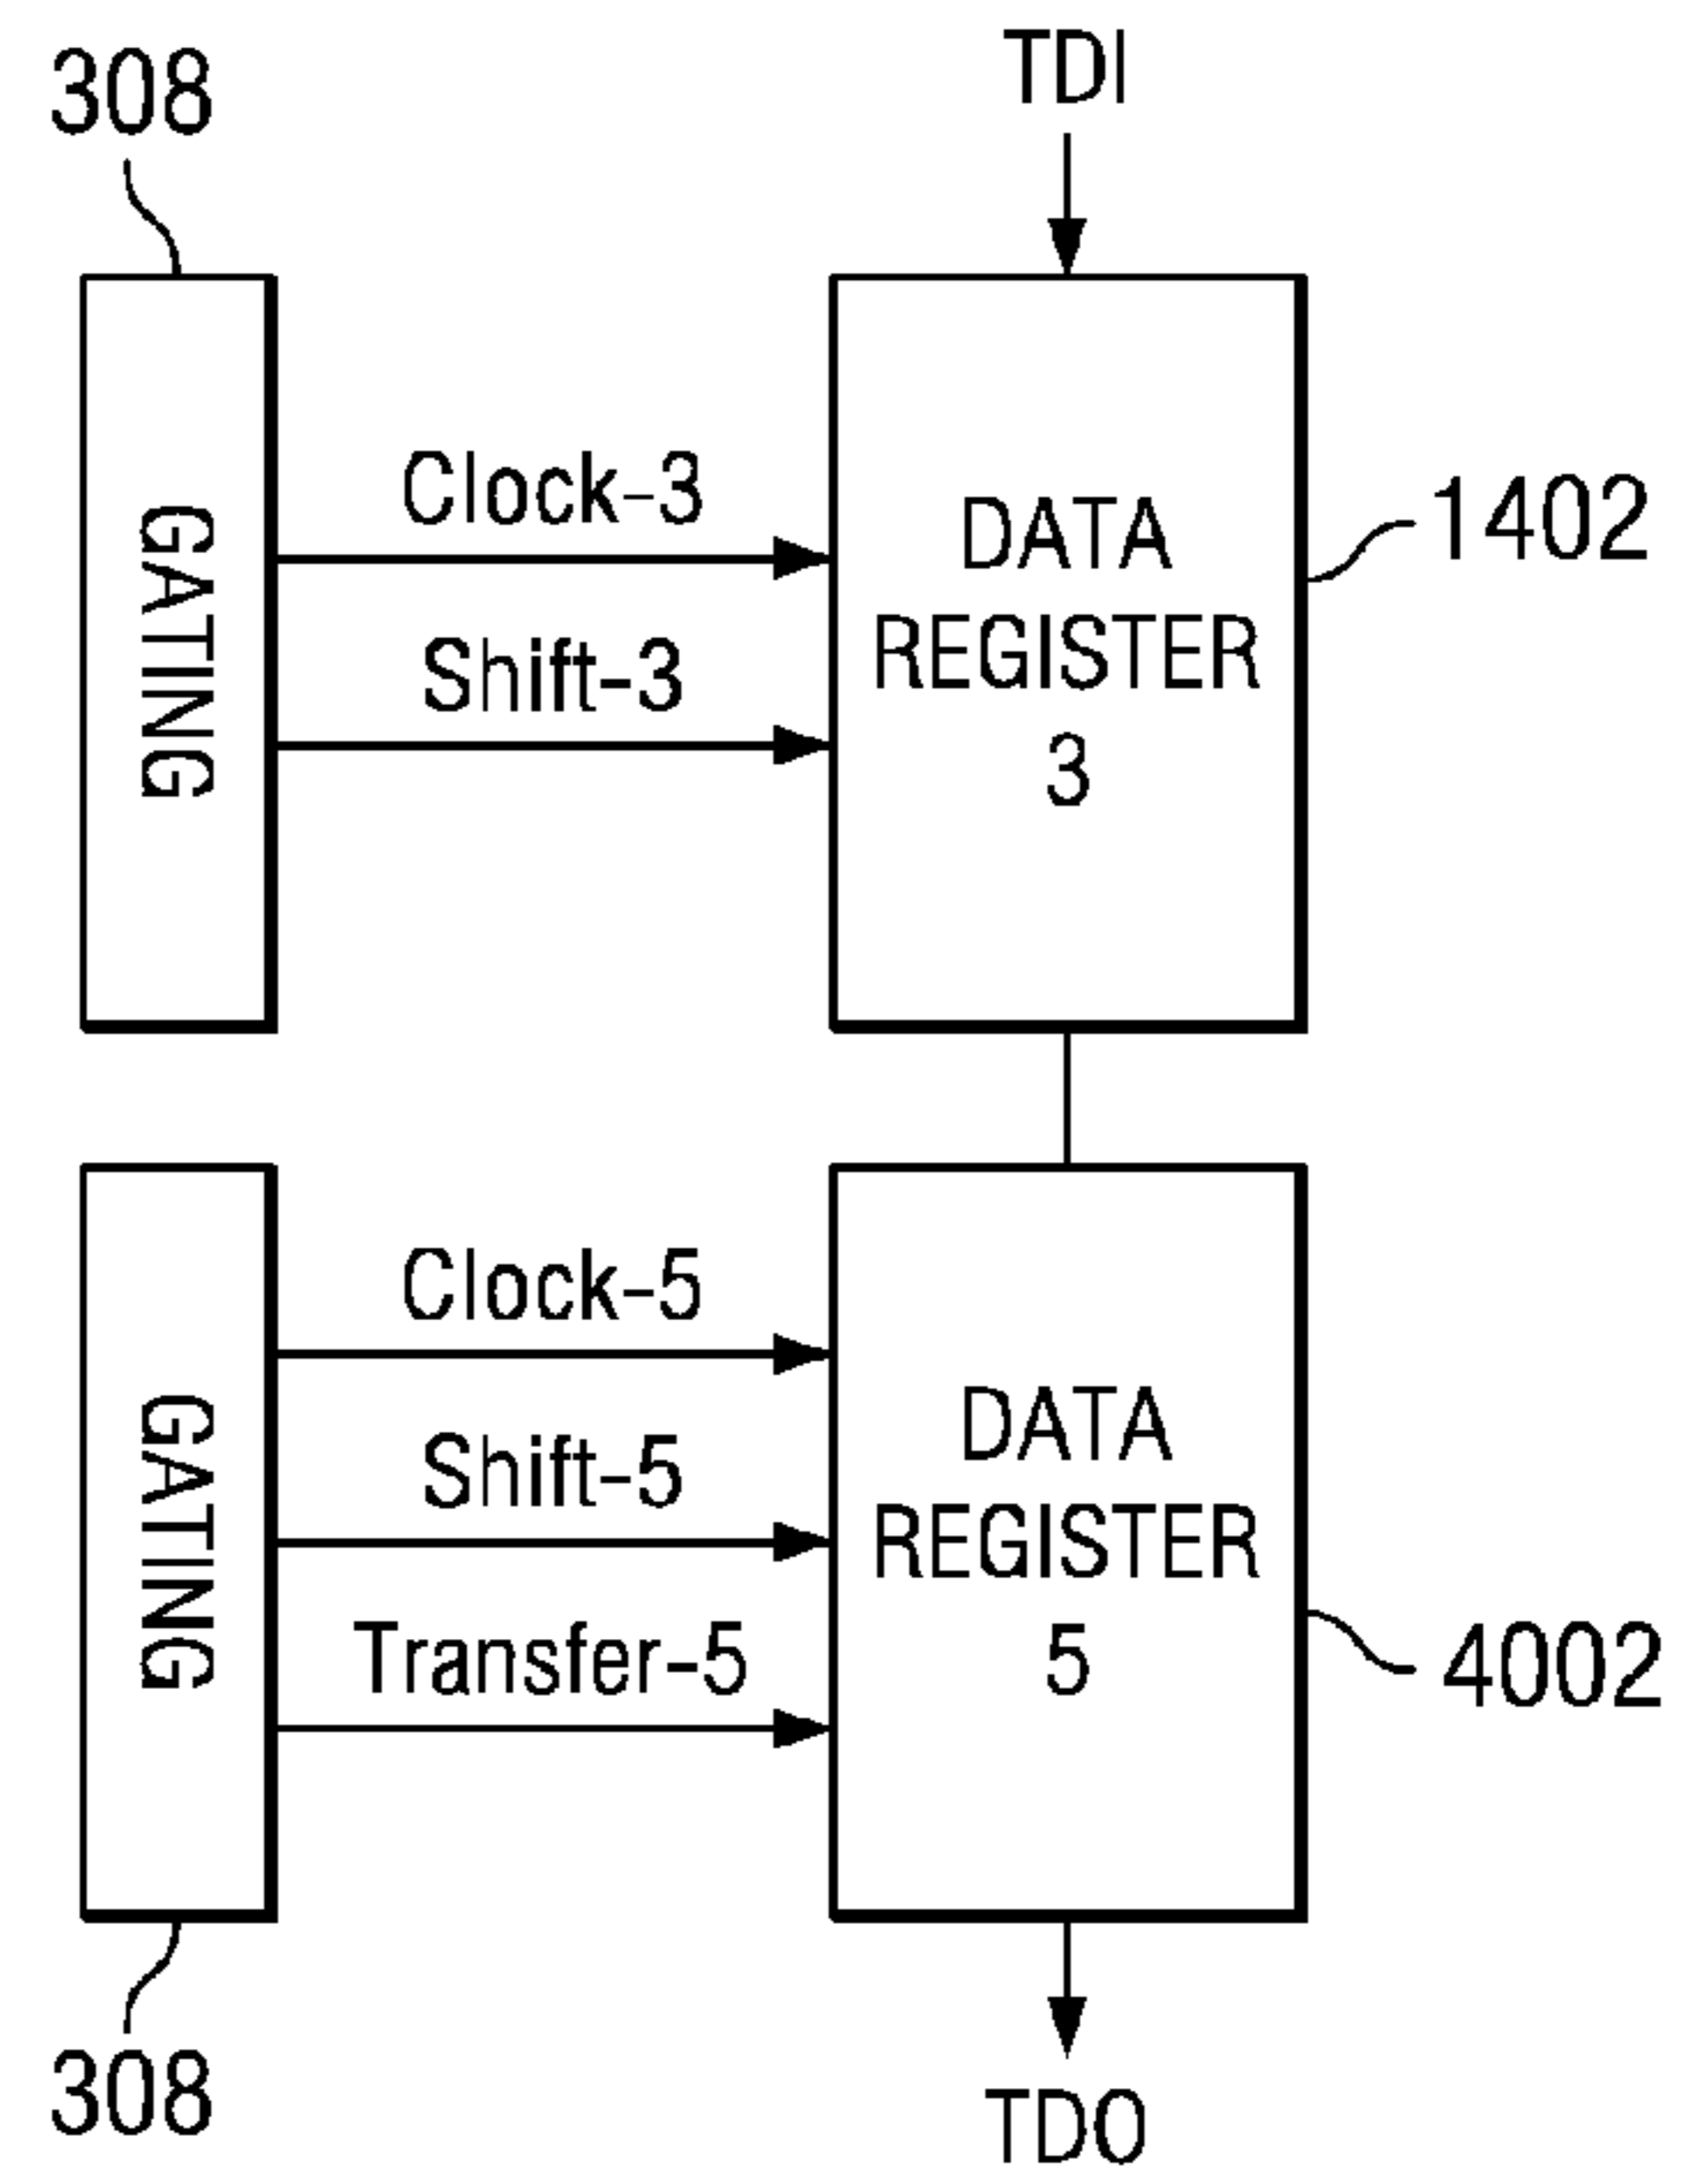 308
TDI
GATING
Clock-3
Shift-3
DATA
REGISTER
3
1402
GATING
Clock-5
Shift-5
Transfer-5
DATA
REGISTER
5
4002
308
TDO